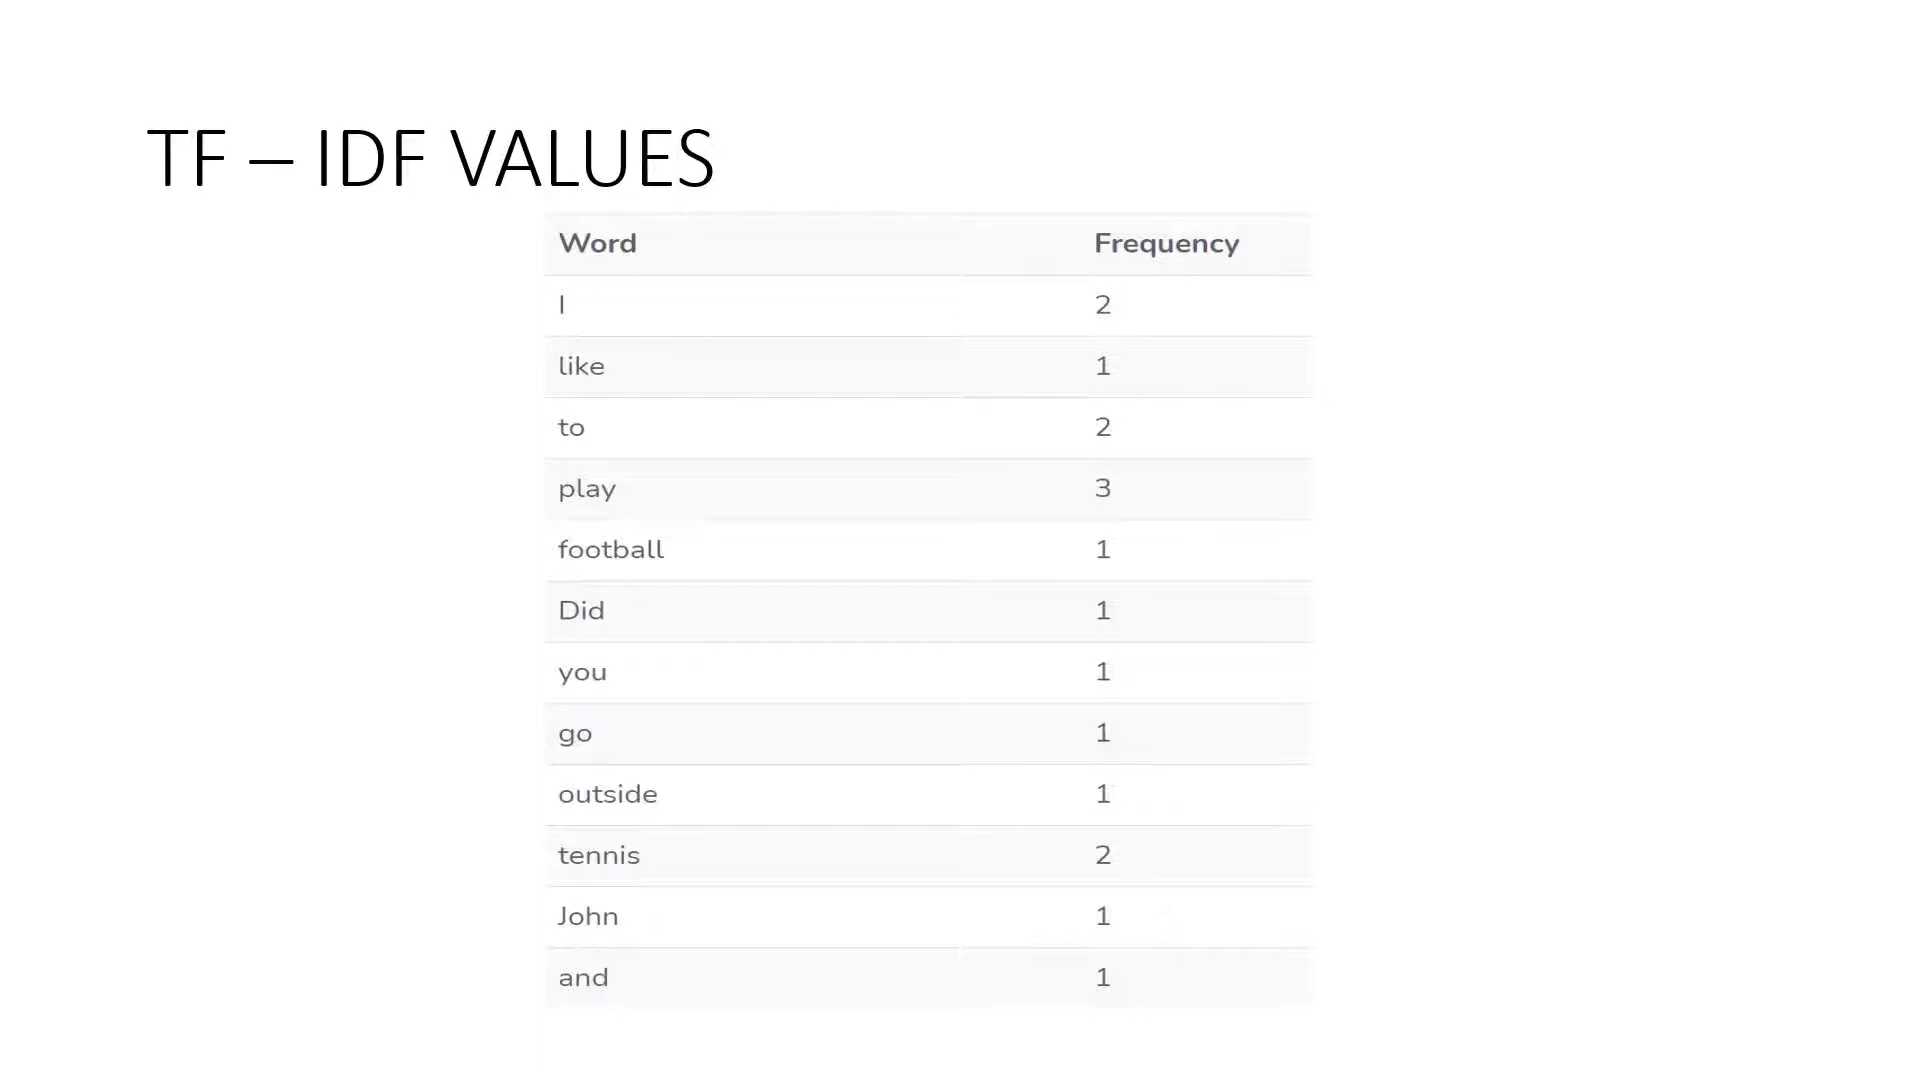 TF – IDF VALUES
Word Frequency
I 2
like 1
to 2
play 3
football 1
Did 1
you 1
go 1
outside 1
tennis 2
John 1
and 1